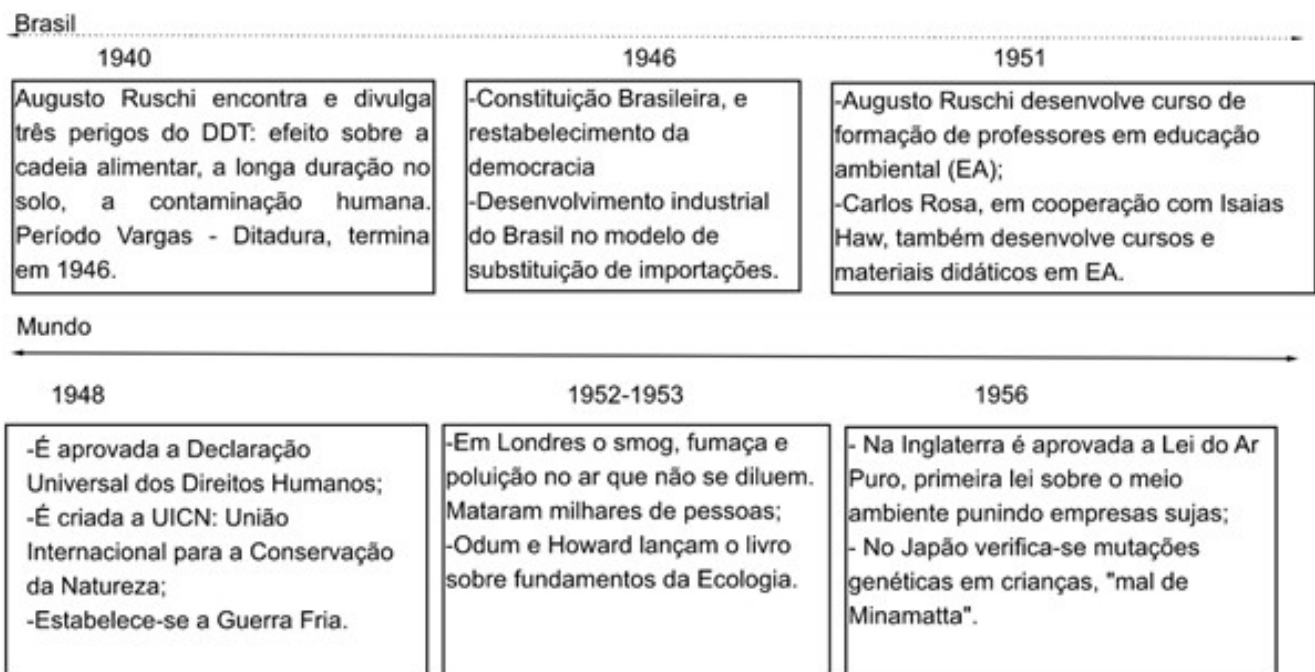 Brasil
1940
1946
1951
Augusto Ruschi encontra e divulga
três perigos do DDT: efeito sobre a
cadeia alimentar, a longa duração no
solo, a contaminação humana.
Período Vargas - Ditadura, termina
em 1946.
-Constituição Brasileira, e
restabelecimento da
democracia
-Desenvolvimento industrial
do Brasil no modelo de
substituição de importações.
-Augusto Ruschi desenvolve curso de
formação de professores em educação
ambiental (EA);
-Carlos Rosa, em cooperação com Isaias
Haw, também desenvolve cursos e
materiais didáticos em EA.
Mundo
1948
1952-1953
1956
-É aprovada a Declaração
Universal dos Direitos Humanos;
-É criada a UICN: União
Internacional para a Conservação
da Natureza;
-Estabelece-se a Guerra Fria.
-Em Londres o smog, fumaça e
poluição no ar que não se diluem.
Mataram milhares de pessoas;
-Odum e Howard lançam o livro
sobre fundamentos da Ecologia.
- Na Inglaterra é aprovada a Lei do Ar
Puro, primeira lei sobre o meio
ambiente punindo empresas sujas;
- No Japão verifica-se mutações
genéticas em crianças, "mal de
Minamatta".